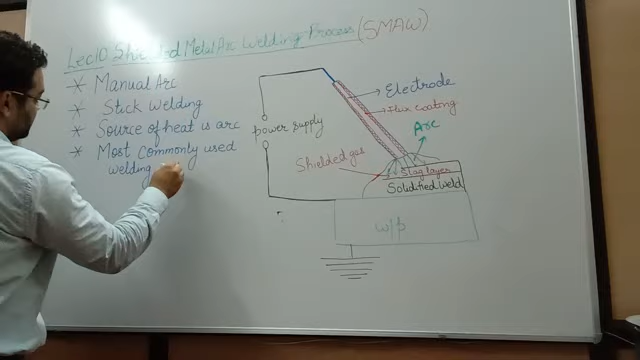 Lec10 Shielded Metal Arc Welding Process (SMAW)
* Manual Arc
* Stick Welding
* Source of heat is arc
* Most commonly used
welding
power supply
Electrode
Flux coating
Arc
Shielded gas
Slag layer
Solidified weld
w/p